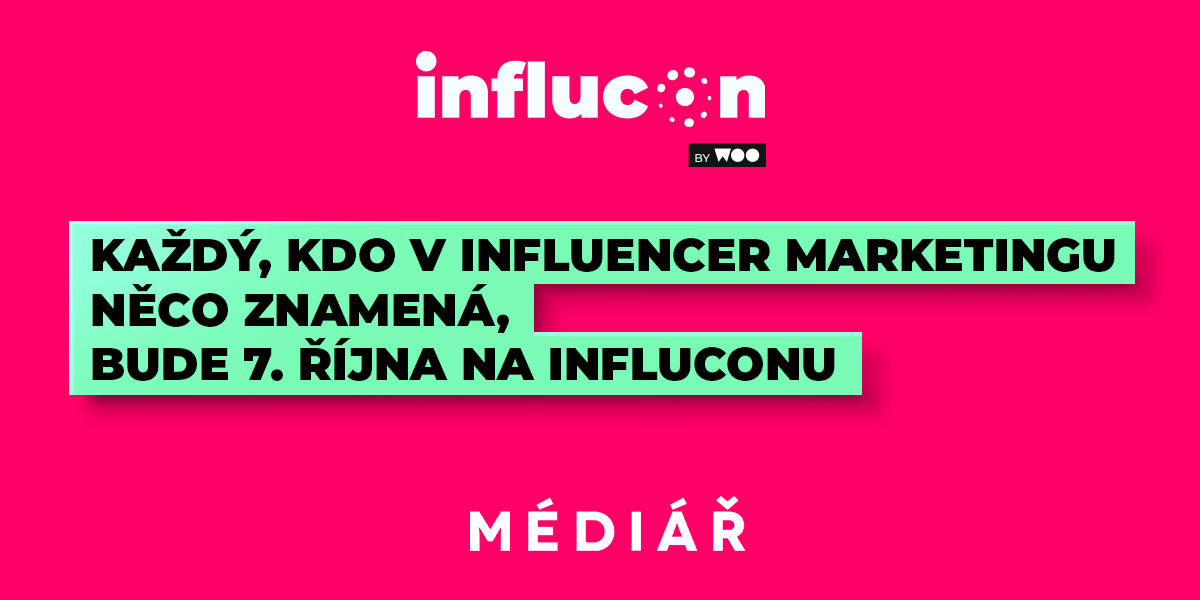 influcon
BY WOO
KAŽDÝ, KDO V INFLUENCER MARKETINGU
NĚCO ZNAMENÁ,
BUDE 7. ŘÍJNA NA INFLUCONU
MÉDIÁŘ